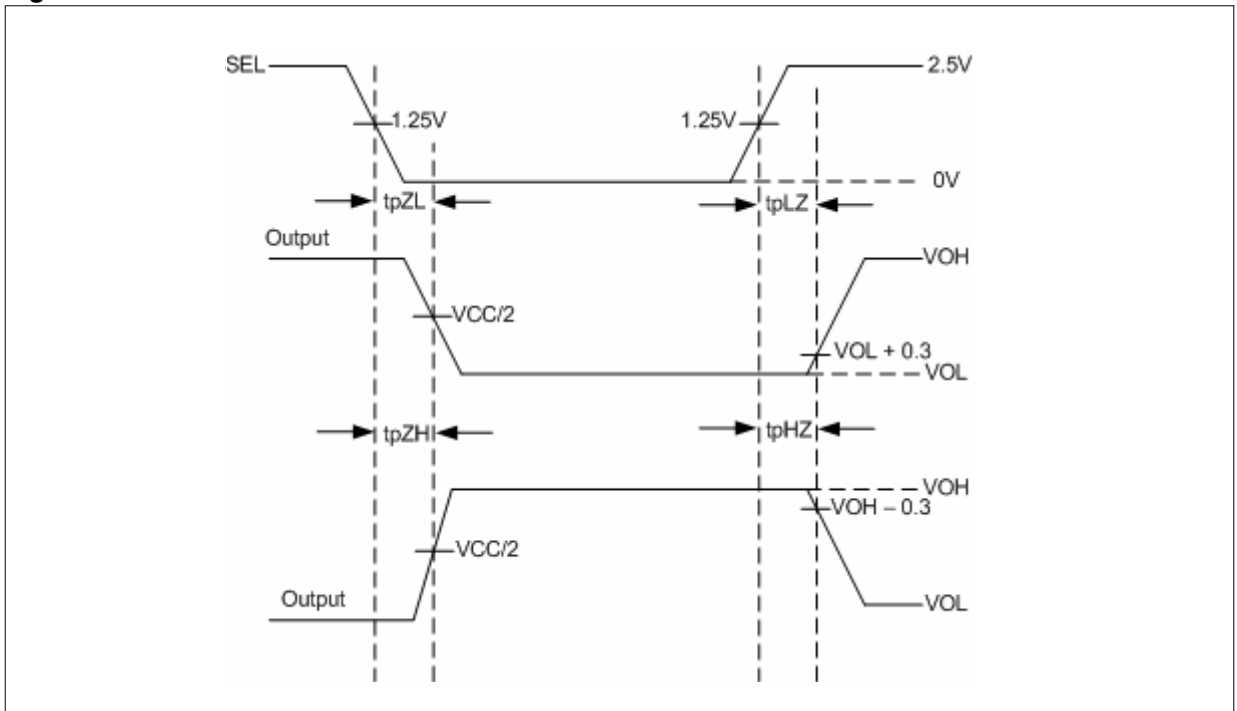 SEL
2.5V
1.25V
1.25V
0V
tpZL
tpLZ
Output
VOH
VCC/2
VOL + 0.3
VOL
tpZH
tpHZ
VOH
VOH – 0.3
VCC/2
Output
VOL